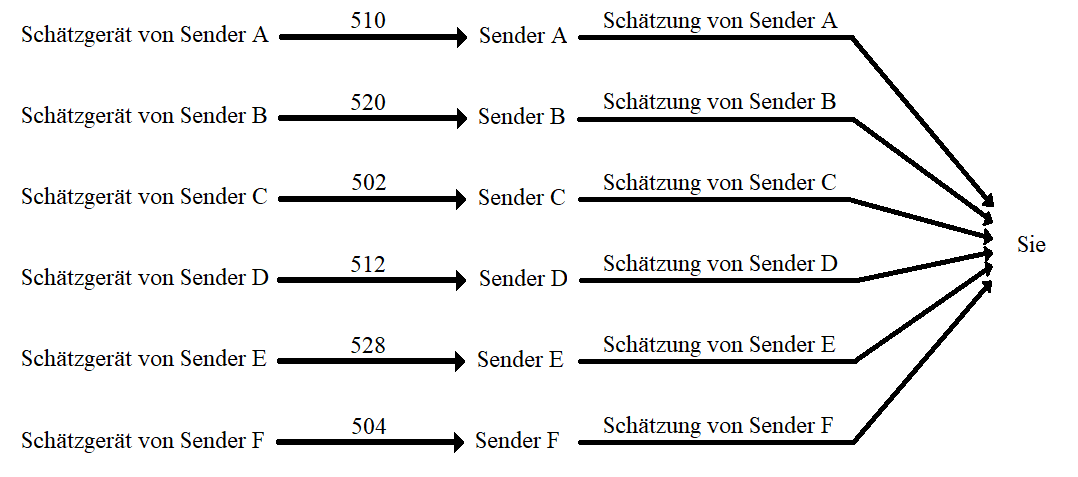 Schätzgerät von Sender A 510 Sender A Schätzung von Sender A
Schätzgerät von Sender B 520 Sender B Schätzung von Sender B
Schätzgerät von Sender C 502 Sender C Schätzung von Sender C
Sie
Schätzgerät von Sender D 512 Sender D Schätzung von Sender D
Schätzgerät von Sender E 528 Sender E Schätzung von Sender E
Schätzgerät von Sender F 504 Sender F Schätzung von Sender F